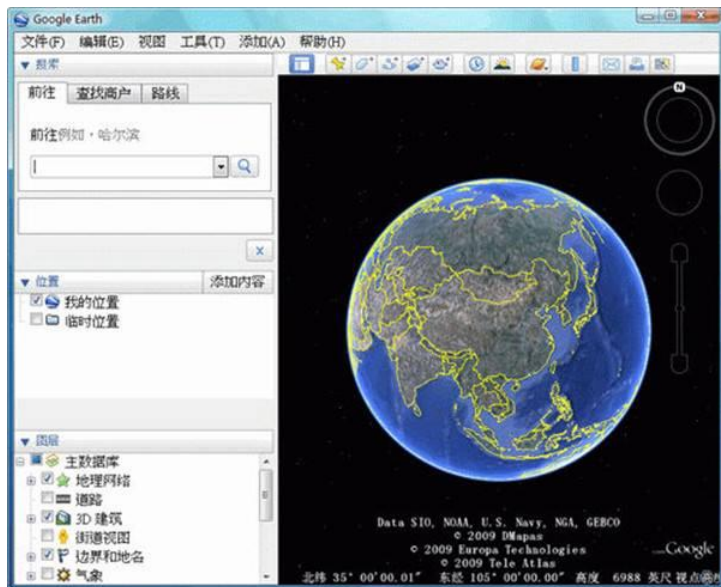 Google Earth
文件(F) 编辑(E) 视图 工具(T) 添加(A) 帮助(H)
搜索
前往 查找商户 路线
前往例如，哈尔滨
位置 添加内容
我的位置
临时位置
图层
主数据库
地理网络
道路
3D 建筑
街道视图
边界和地名
气象
N
Data SIO, NOAA, U.S. Navy, NGA, GEBCO
© 2009 DMapas
© 2009 Europa Technologies
© 2009 Tele Atlas
Google
北纬 35° 00'00.01" 东经 105° 00'00.00" 高度 6988 英尺 视点